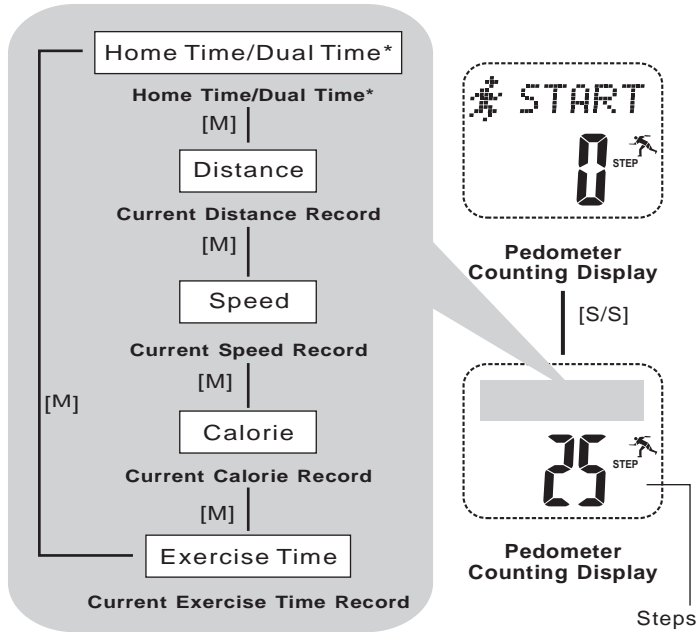 Home Time/Dual Time*
Home Time/Dual Time*
[M]
Distance
Current Distance Record
[M]
Speed
Current Speed Record
[M]
Calorie
Current Calorie Record
[M]
Exercise Time
Current Exercise Time Record
[M]
START
0
STEP
Pedometer
Counting Display
[S/S]
25
STEP
Pedometer
Counting Display
Steps